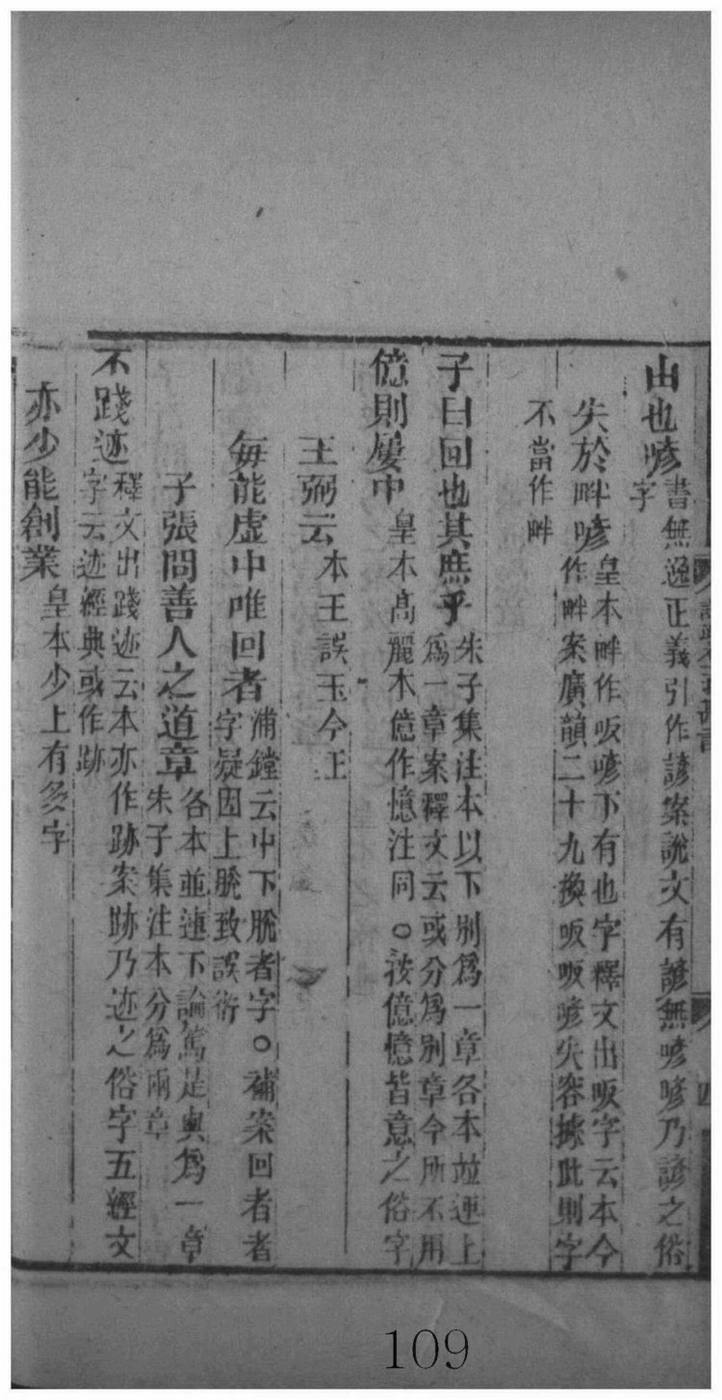 由也喭書無逸正義引作諺案說文有諺無喭喭乃諺之俗字
失於畔喭皇本畔作昄喭下有也字釋文出昄字云本今作畔案廣韻二十九換昄昄喭失容據此則字
不當作畔
子曰回也其庶乎朱子集注本以下別爲一章各本並連上爲一章案釋文云或分爲別章今所不用
億則屢中皇本高麗本億作憶注同○按億憶皆意之俗字
王弼云本王誤玉今正
每能虛中唯回者浦鏜云中下脫者字○補案回者者字疑因上脫致誤衍
子張問善人之道章各本並連下論篤是與爲一章朱子集注本分爲兩章
不踐迹釋文出踐迹云本亦作跡案跡乃迹之俗字五經文字云迹經典或作跡
亦少能創業皇本少上有多字
109